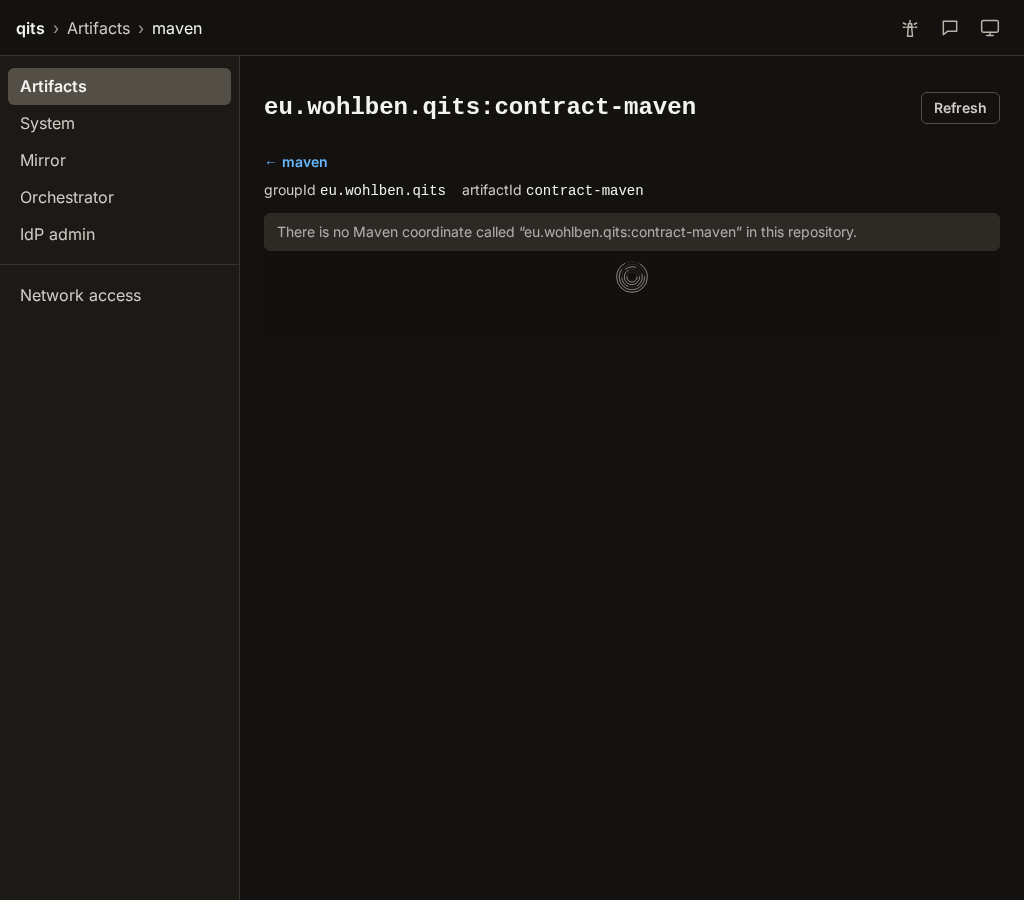 qits › Artifacts › maven
Artifacts
System
Mirror
Orchestrator
IdP admin
Network access
eu.wohlben.qits:contract-maven
Refresh
← maven
groupId eu.wohlben.qits artifactId contract-maven
There is no Maven coordinate called “eu.wohlben.qits:contract-maven” in this repository.